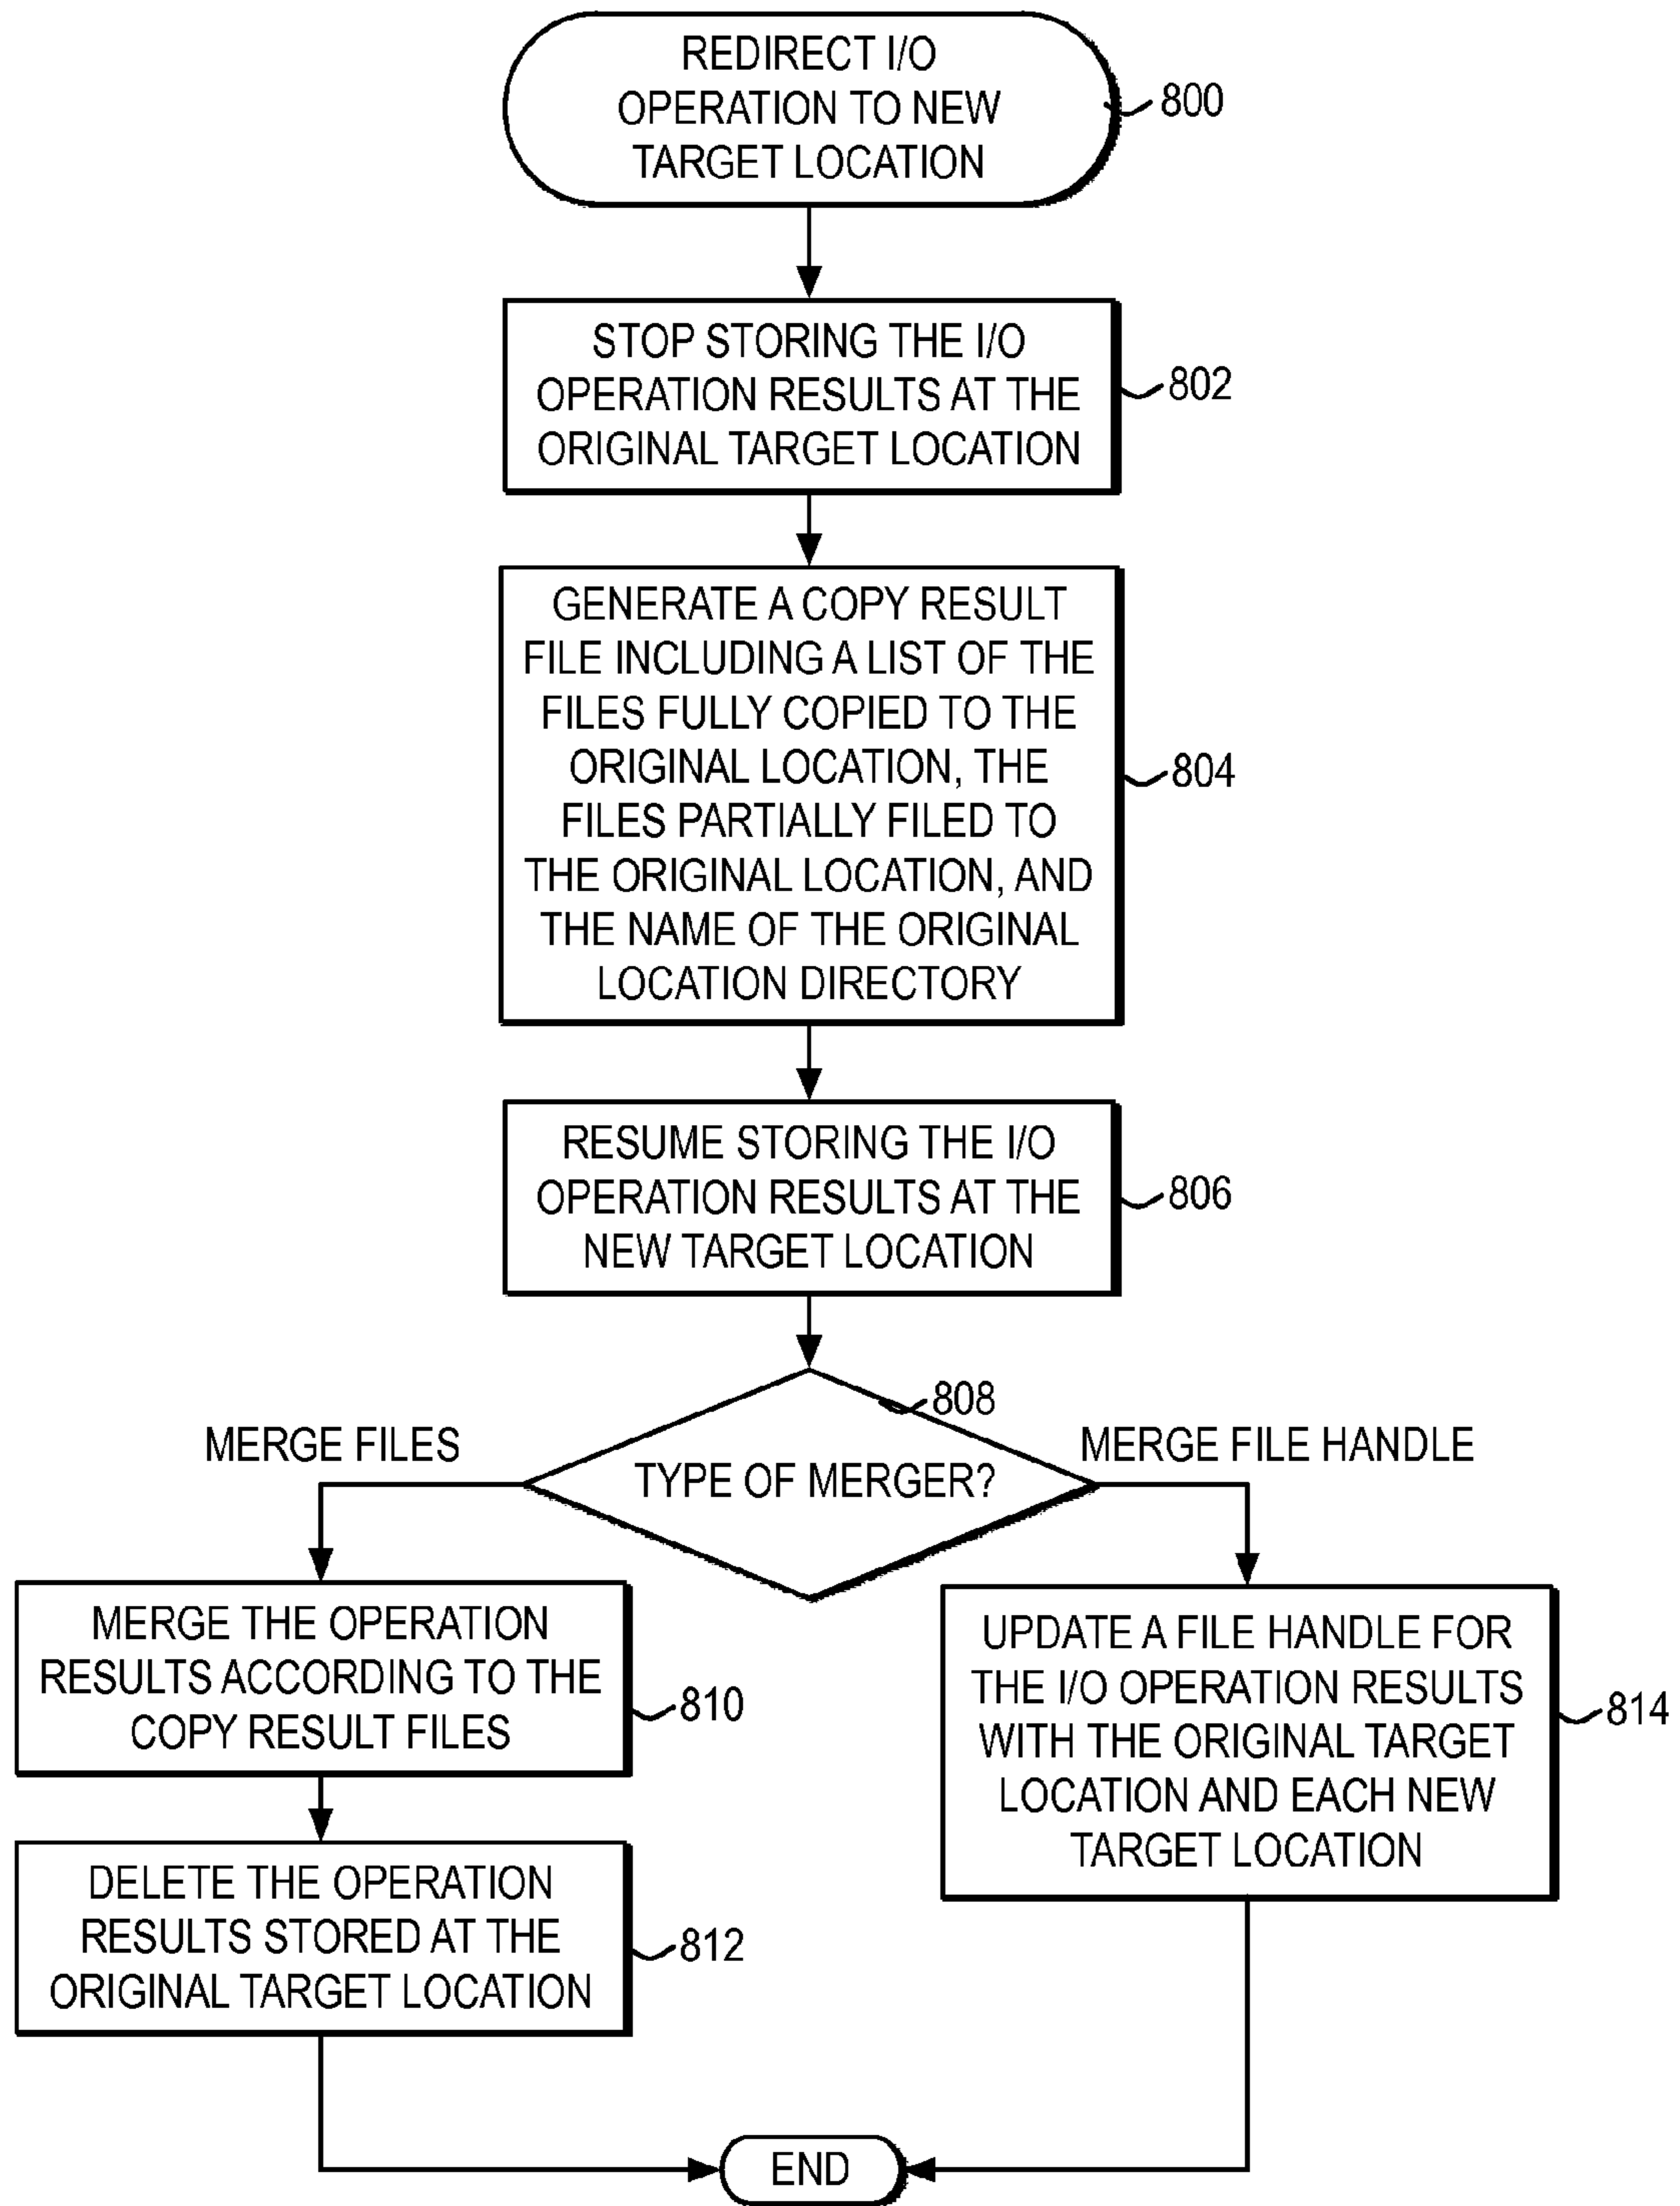 REDIRECT I/O
OPERATION TO NEW
TARGET LOCATION
800
STOP STORING THE I/O
OPERATION RESULTS AT THE
ORIGINAL TARGET LOCATION
802
GENERATE A COPY RESULT
FILE INCLUDING A LIST OF THE
FILES FULLY COPIED TO THE
ORIGINAL LOCATION, THE
FILES PARTIALLY FILED TO
THE ORIGINAL LOCATION, AND
THE NAME OF THE ORIGINAL
LOCATION DIRECTORY
804
RESUME STORING THE I/O
OPERATION RESULTS AT THE
NEW TARGET LOCATION
806
808
TYPE OF MERGER?
MERGE FILES
MERGE FILE HANDLE
MERGE THE OPERATION
RESULTS ACCORDING TO THE
COPY RESULT FILES
810
DELETE THE OPERATION
RESULTS STORED AT THE
ORIGINAL TARGET LOCATION
812
UPDATE A FILE HANDLE FOR
THE I/O OPERATION RESULTS
WITH THE ORIGINAL TARGET
LOCATION AND EACH NEW
TARGET LOCATION
814
END